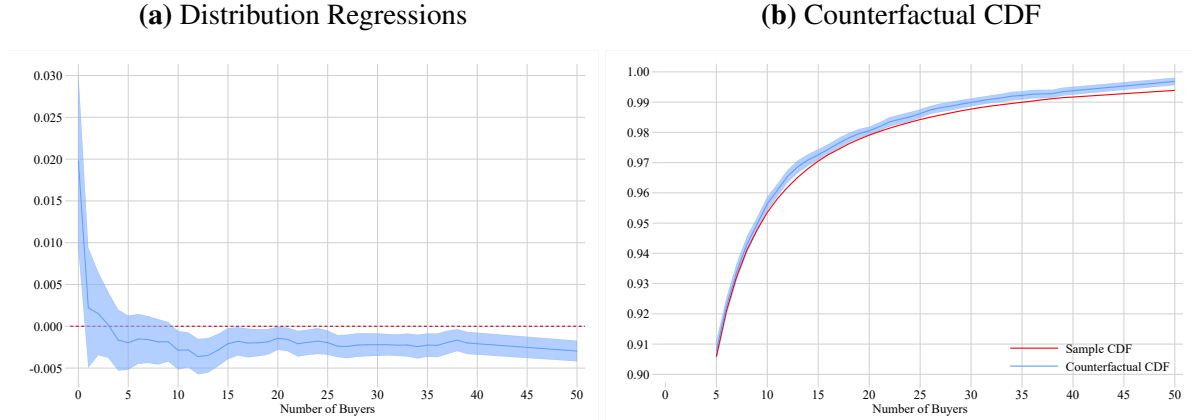 (a) Distribution Regressions
0.030
0.025
0.020
0.015
0.010
0.005
0.000
-0.005
0 5 10 15 20 25 30 35 40 45 50
Number of Buyers
(b) Counterfactual CDF
1.00
0.99
0.98
0.97
0.96
0.95
0.94
0.93
0.92
0.91
0.90
Sample CDF
Counterfactual CDF
0 5 10 15 20 25 30 35 40 45 50
Number of Buyers